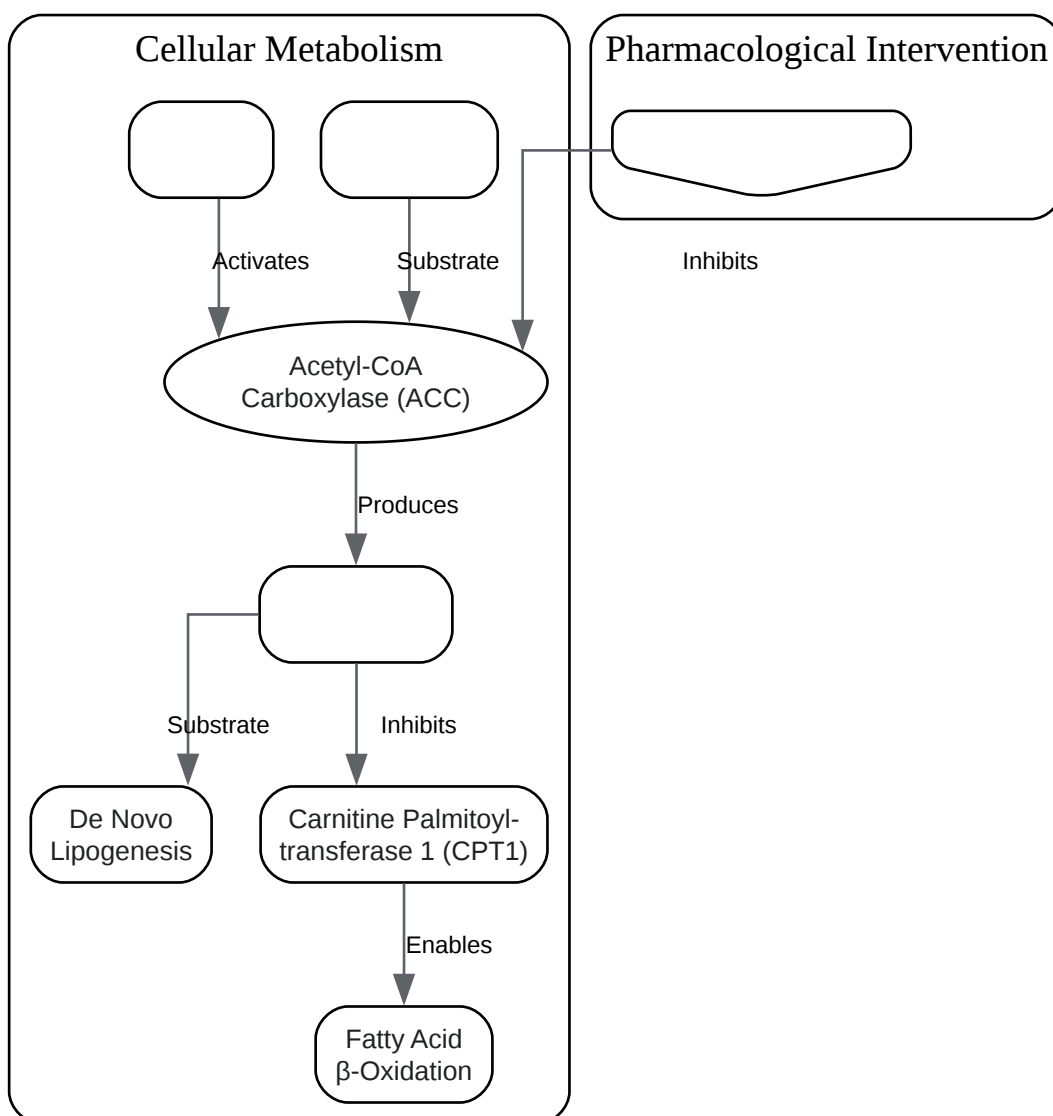 Cellular Metabolism
Pharmacological Intervention
Activates
Substrate
Inhibits
Acetyl-CoA
Carboxylase (ACC)
Produces
Substrate
Inhibits
De Novo
Lipogenesis
Carnitine Palmitoyl-
transferase 1 (CPT1)
Enables
Fatty Acid
β-Oxidation